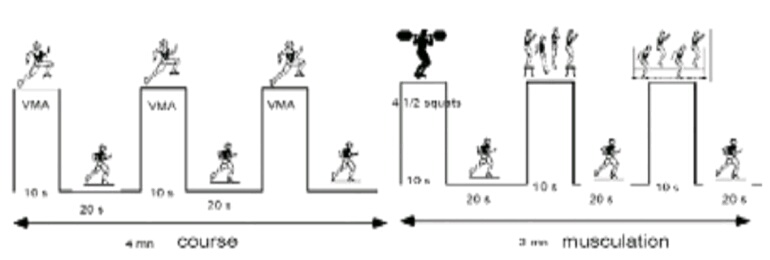 VMA VMA VMA
4 1/2 squats
10 s 10 s 10 s
20 s 20 s
10 s 10 s 10 s
20 s 20 s 20 s
4 mn course
3 mn musculation